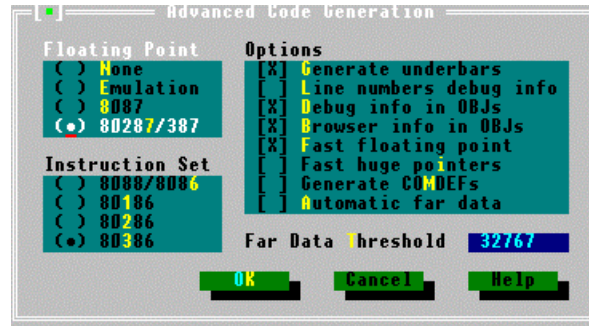 [▪] Advanced Code Generation
Floating Point
( ) None
( ) Emulation
( ) 8087
(•) 80287/387
Instruction Set
( ) 8088/8086
( ) 80186
( ) 80286
(•) 80386
Options
[X] Generate underbars
[ ] Line numbers debug info
[X] Debug info in OBJs
[X] Browser info in OBJs
[X] Fast floating point
[ ] Fast huge pointers
[ ] Generate COMDEFs
[ ] Automatic far data
Far Data Threshold 32767
OK Cancel Help